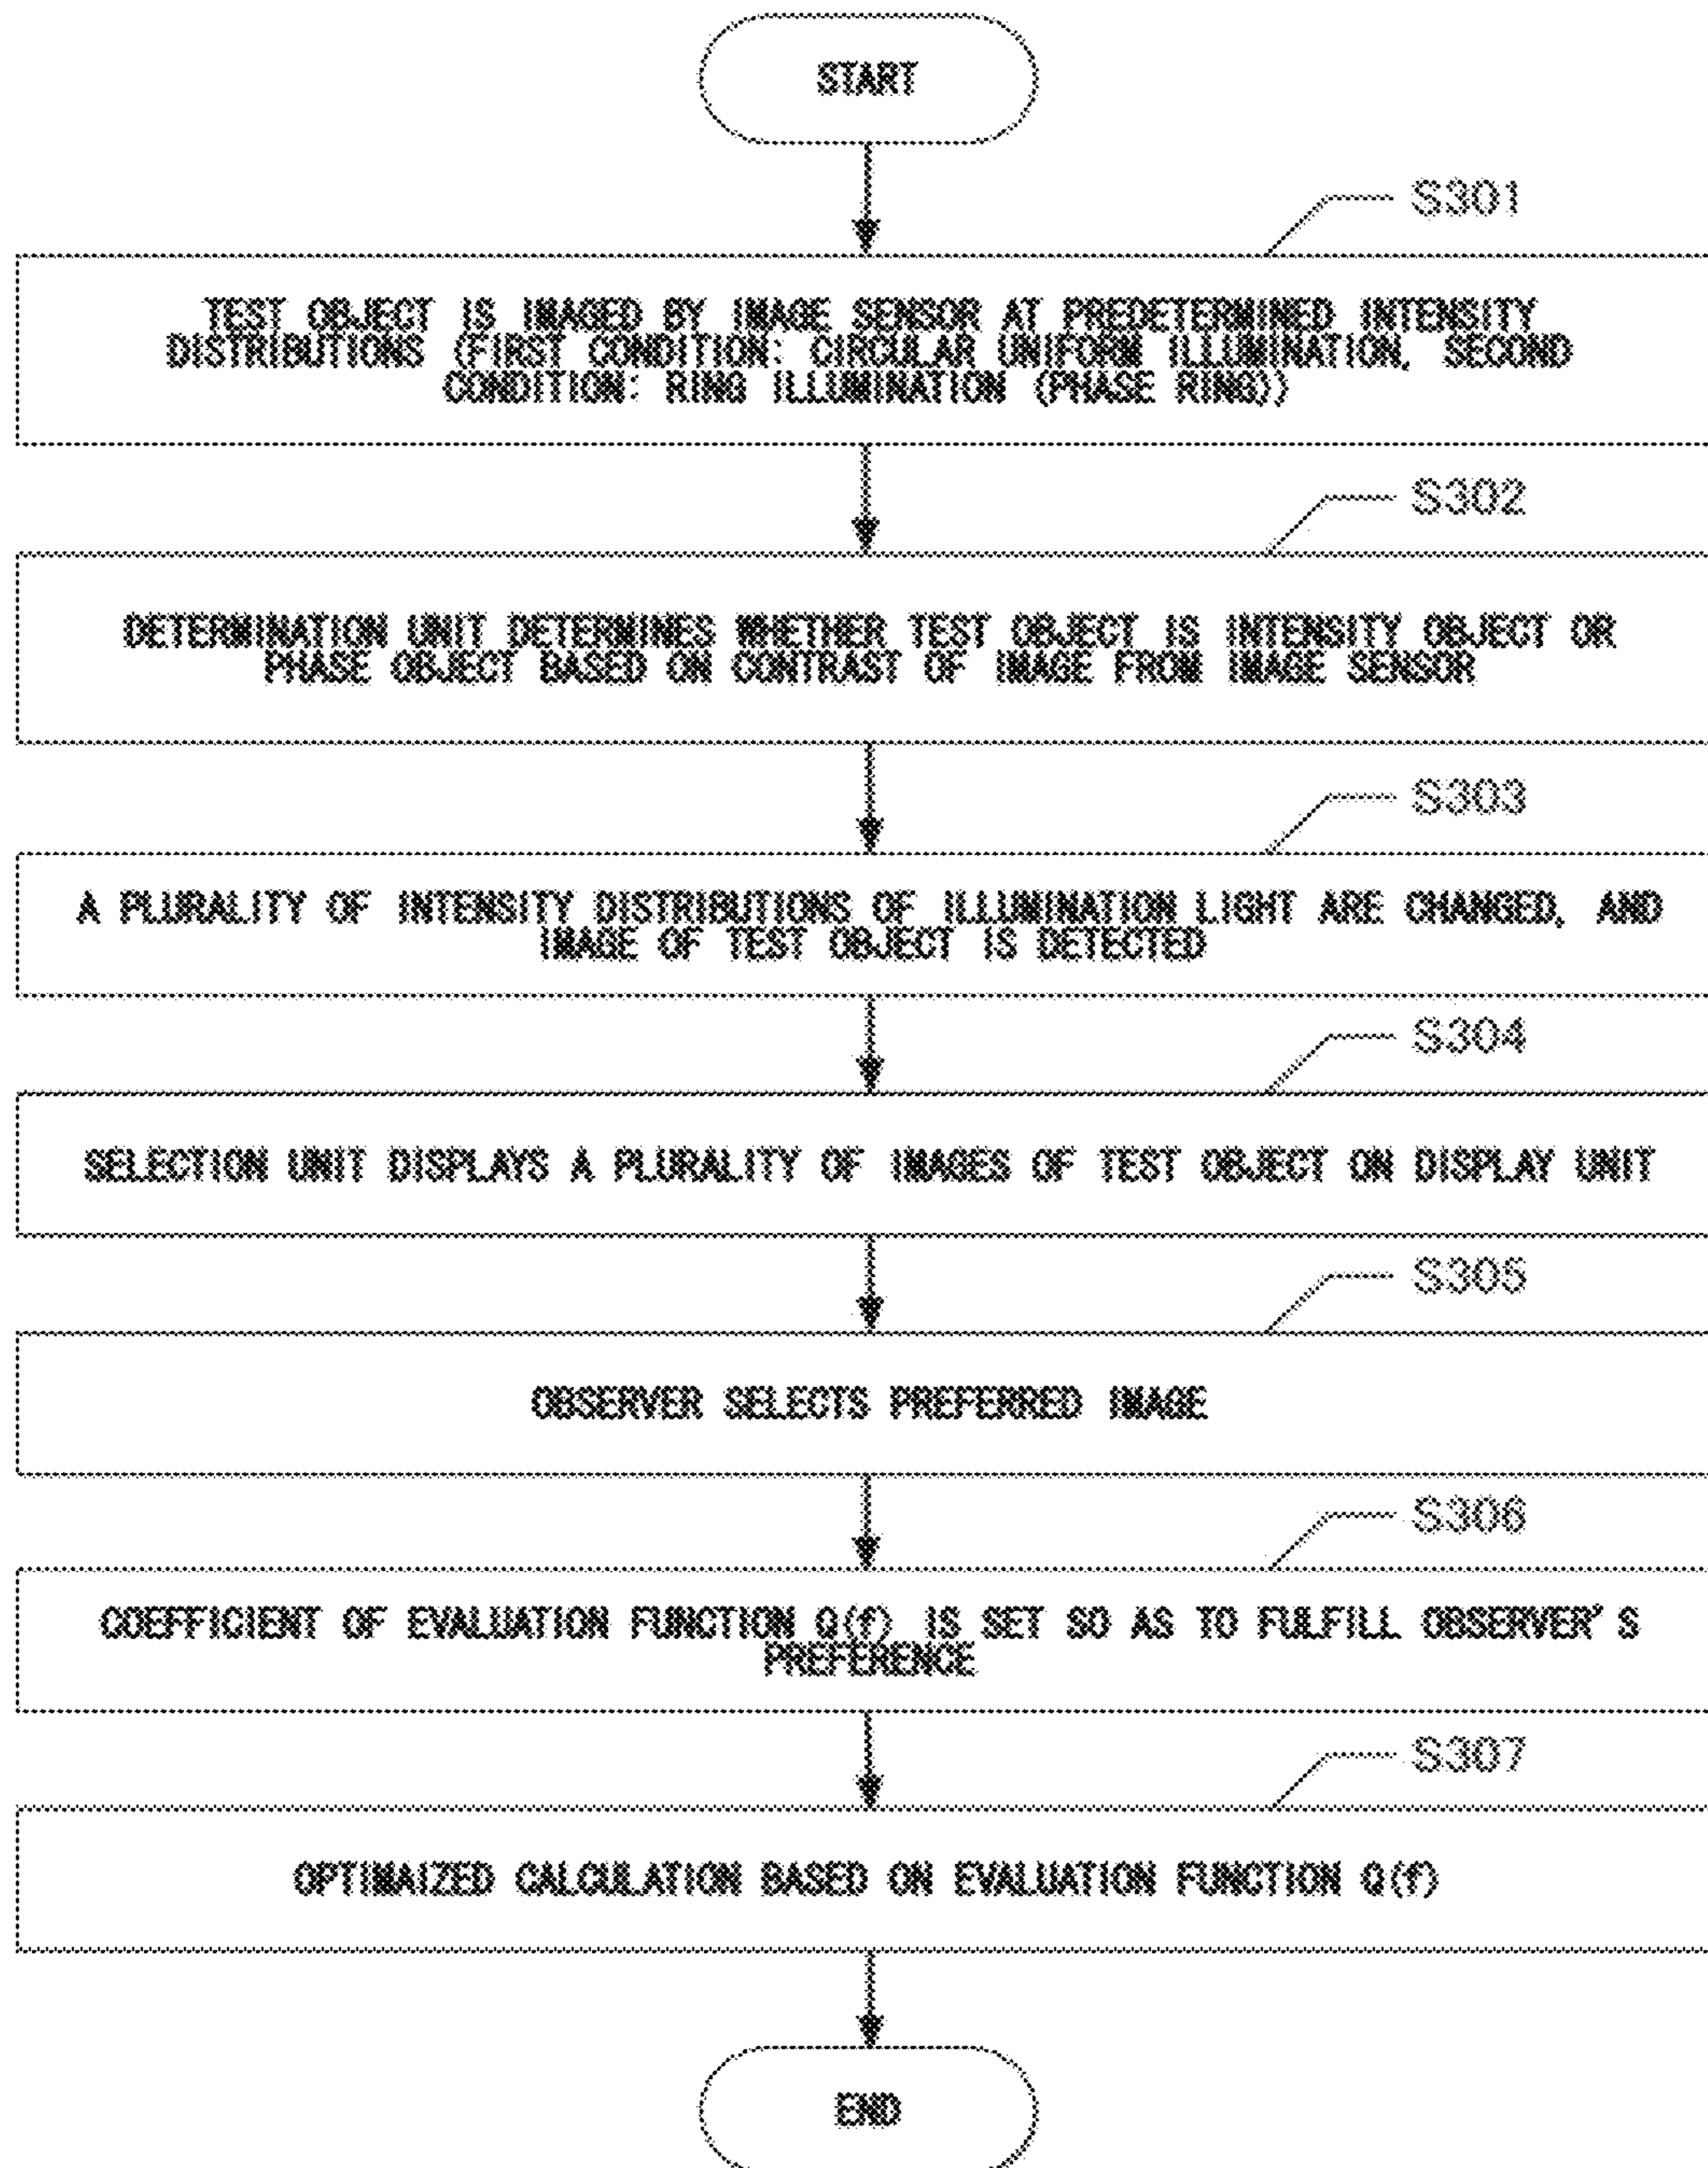 START
S301
TEST OBJECT IS IMAGED BY IMAGE SENSOR AT PREDETERMINED INTENSITY
DISTRIBUTIONS (FIRST CONDITION: CIRCULAR UNIFORM ILLUMINATION, SECOND
CONDITION: RING ILLUMINATION (PHASE RING))
S302
DETERMINATION UNIT DETERMINES WHETHER TEST OBJECT IS INTENSITY OBJECT OR
PHASE OBJECT BASED ON CONTRAST OF IMAGE FROM IMAGE SENSOR
S303
A PLURALITY OF INTENSITY DISTRIBUTIONS OF ILLUMINATION LIGHT ARE CHANGED, AND
IMAGE OF TEST OBJECT IS DETECTED
S304
SELECTION UNIT DISPLAYS A PLURALITY OF IMAGES OF TEST OBJECT ON DISPLAY UNIT
S305
OBSERVER SELECTS PREFERRED IMAGE
S306
COEFFICIENT OF EVALUATION FUNCTION Q(f) IS SET SO AS TO FULFILL OBSERVER'S
PREFERENCE
S307
OPTIMAIZED CALCULATION BASED ON EVALUATION FUNCTION Q(f)
END